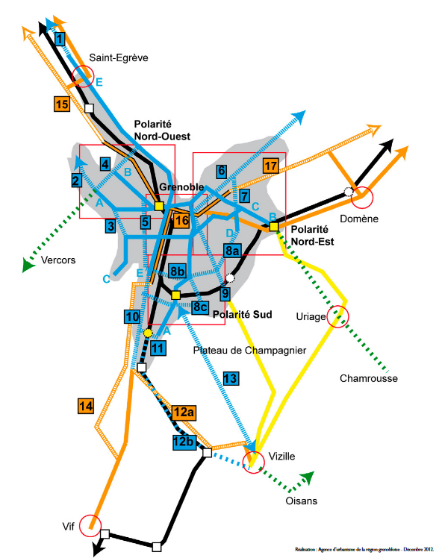 1
Saint-Egrève
E
15
Polarité
Nord-Ouest
4
B
2
A
Grenoble
6
17
7
16
C
B
3
5
D
Polarité
Nord-Est
Domène
8a
Vercors
E
8b
C
9
8c
Polarité Sud
10
A
11
Uriage
Plateau de Champagnier
13
Chamrousse
14
12a
12b
Vizille
Oisans
Vif
Réalisation : Agence d'urbanisme de la région grenobloise - Décembre 2012.